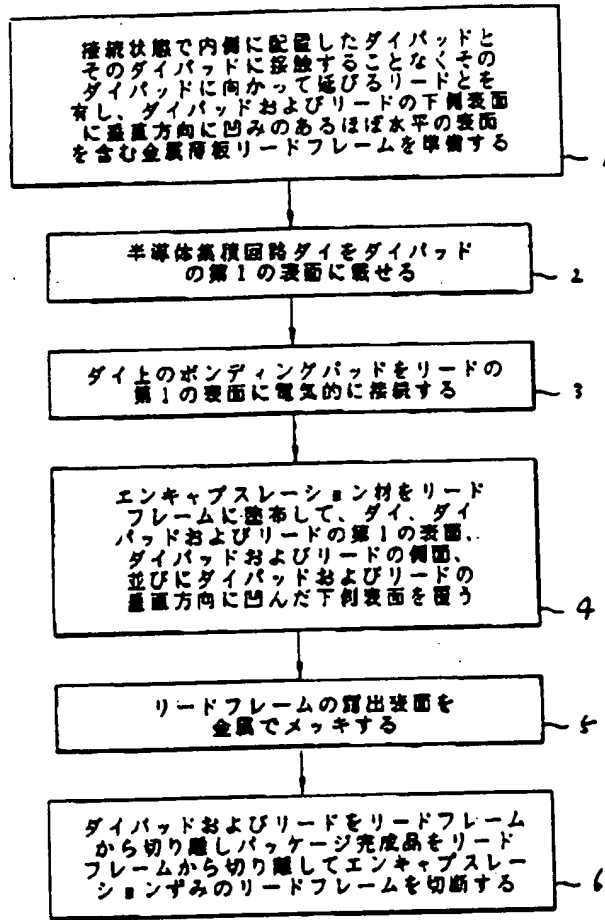 接続状態で内側に配置したダイパッドと
そのダイパッドに接触することなくその
ダイパッドに向かって延びるリードとを
有し、ダイパッドおよびリードの下側表面
に垂直方向に凹みのあるほぼ水平の表面
を含む金属薄板リードフレームを準備する
1
半導体集積回路ダイをダイパッド
の第1の表面に載せる
2
ダイ上のボンディングパッドをリードの
第1の表面に電気的に接続する
3
エンキャプスレーション材をリード
フレームに塗布して、ダイ、ダイ
パッドおよびリードの第1の表面、
ダイパッドおよびリードの側面、
並びにダイパッドおよびリードの
垂直方向に凹んだ下側表面を覆う
4
リードフレームの露出表面を
金属でメッキする
5
ダイパッドおよびリードをリードフレーム
から切り離しパッケージ完成品をリード
フレームから切り離してエンキャプスレー
ションずみのリードフレームを切断する
6